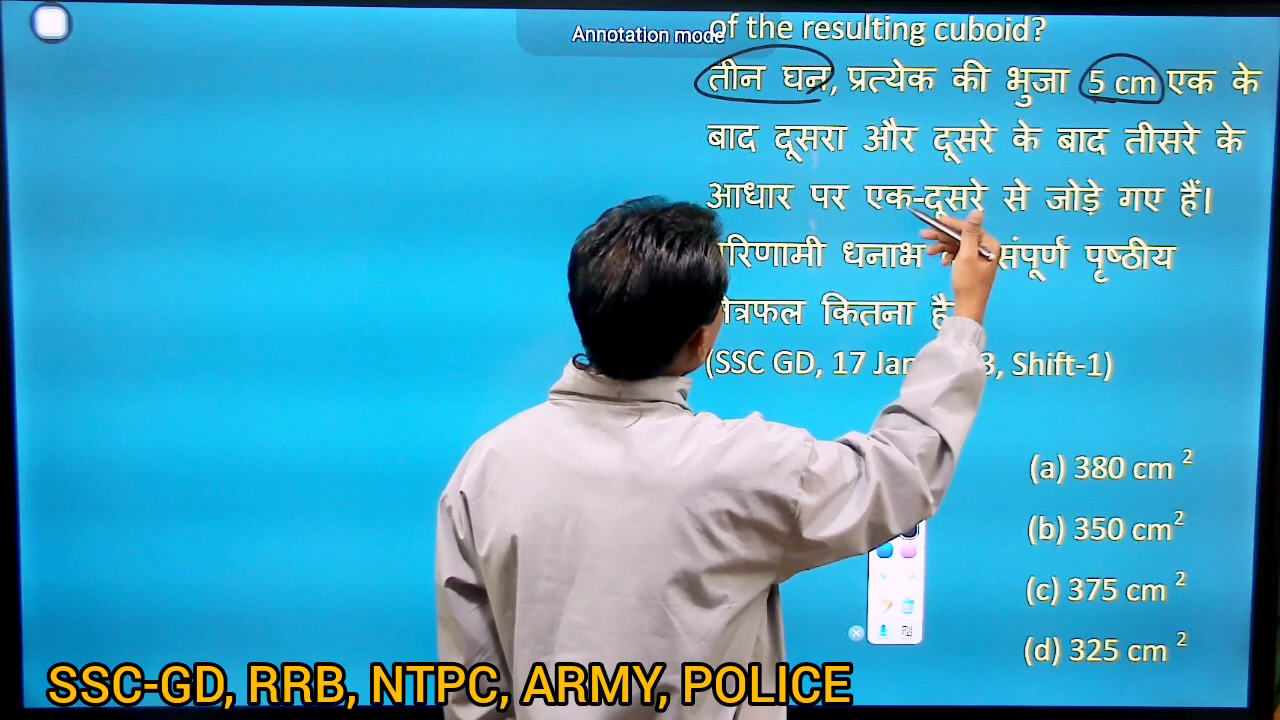 Annotation mode
of the resulting cuboid?
तीन घन, प्रत्येक की भुजा 5 cm एक के
बाद दूसरा और दूसरे के बाद तीसरे के
आधार पर एक-दूसरे से जोड़े गए हैं।
धनाभ संपूर्ण पृष्ठीय
कितना है
(SSC GD, 17 Jan 3, Shift-1)
(a) 380 cm 2
(b) 350 cm2
(c) 375 cm 2
(d) 325 cm 2
SSC-GD, RRB, NTPC, ARMY, POLICE